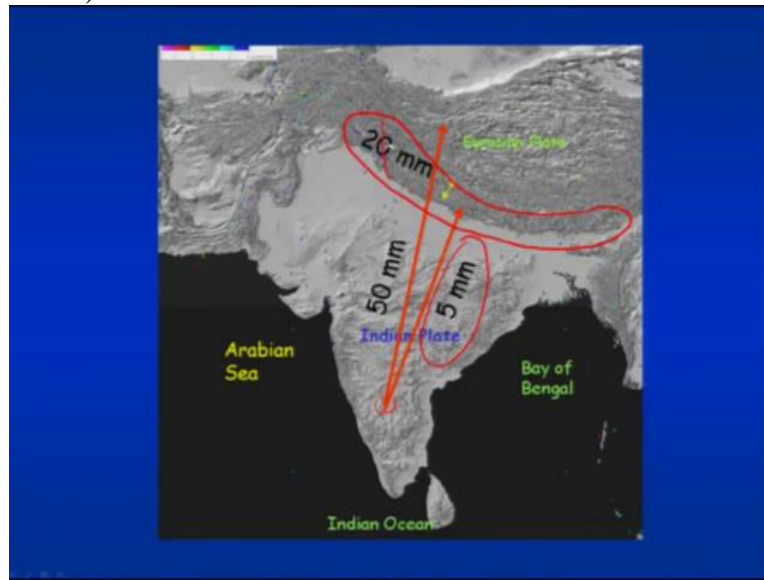 20 mm
Eurasian Plate
50 mm
5 mm
Indian Plate
Arabian
Sea
Bay of
Bengal
Indian Ocean